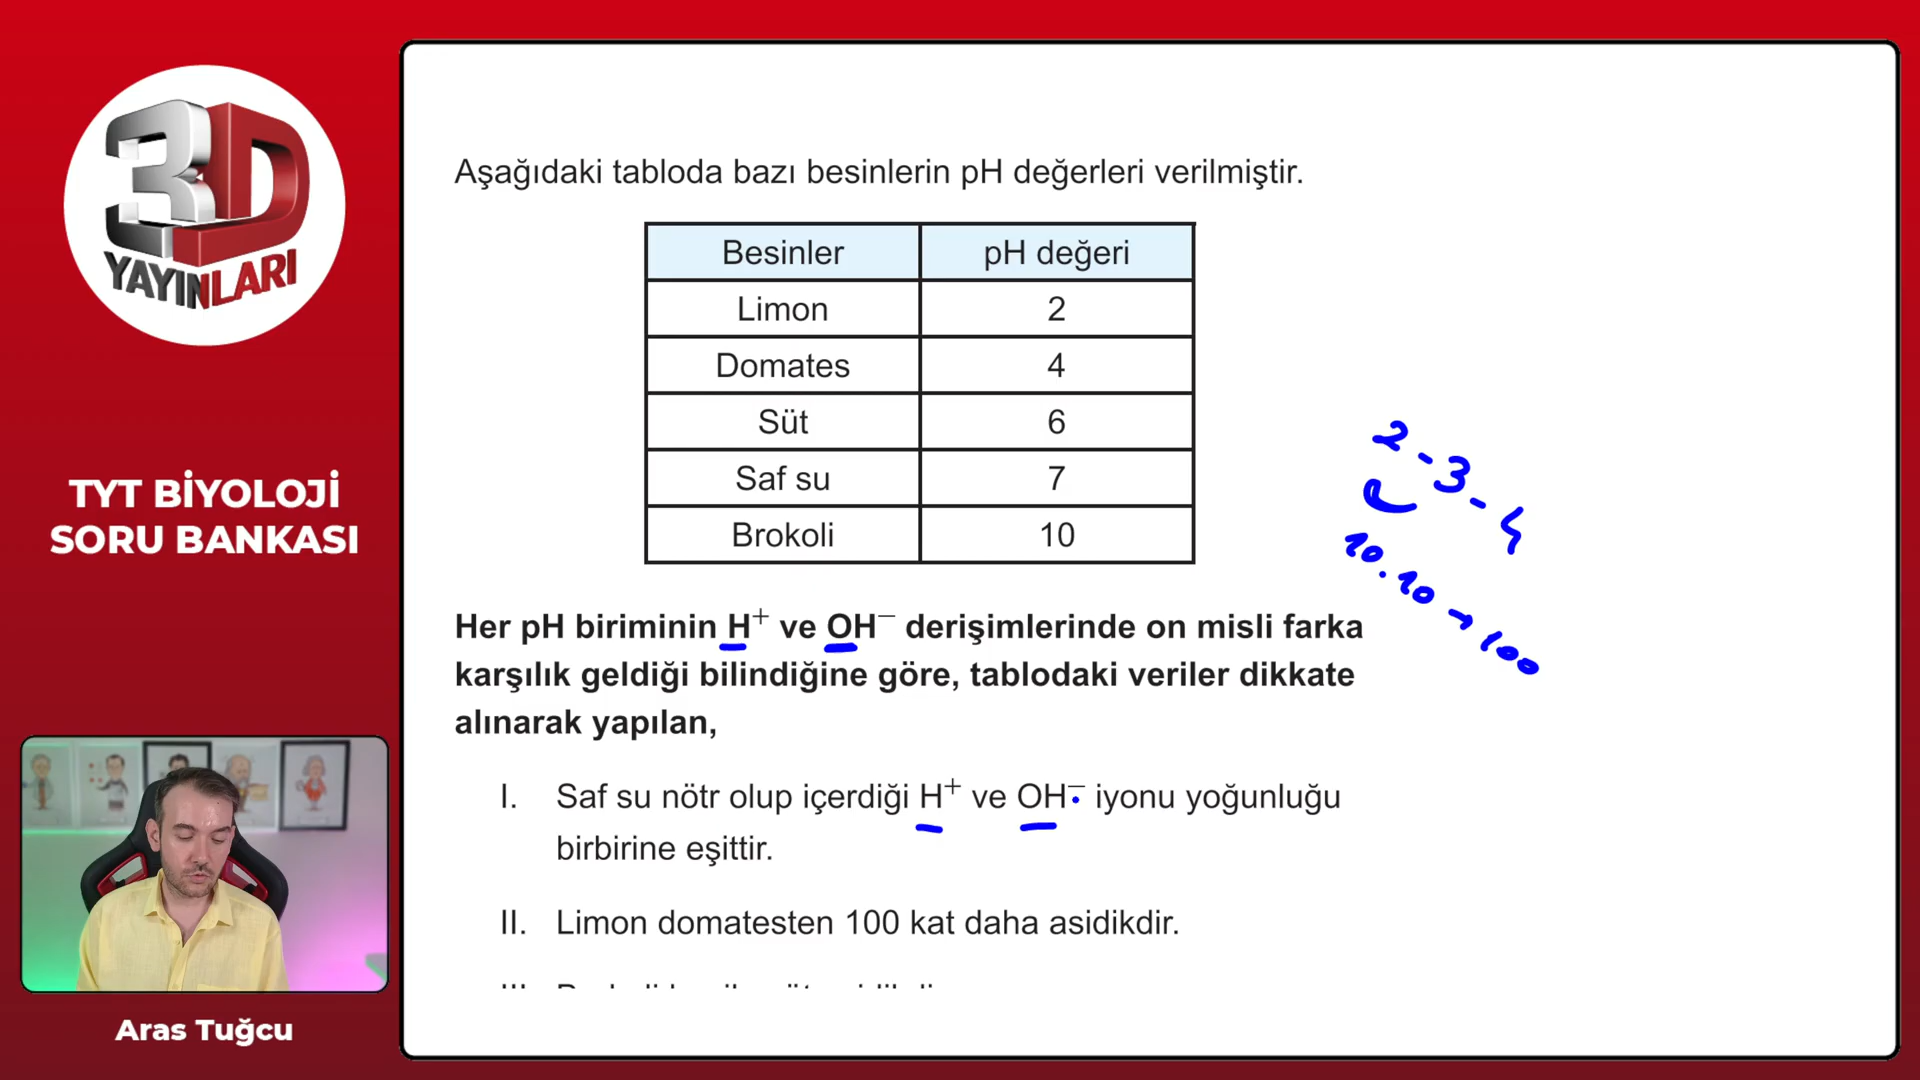 3D
YAYINLARI
TYT BİYOLOJİ
SORU BANKASI
Aras Tuğcu
Aşağıdaki tabloda bazı besinlerin pH değerleri verilmiştir.
Besinler pH değeri
Limon 2
Domates 4
Süt 6
Saf su 7
Brokoli 10
2 - 3 - 4
10.10 → 100
Her pH biriminin H⁺ ve OH⁻ derişimlerinde on misli farka
karşılık geldiği bilindiğine göre, tablodaki veriler dikkate
alınarak yapılan,
I. Saf su nötr olup içerdiği H⁺ ve OH⁻ iyonu yoğunluğu
birbirine eşittir.
II. Limon domatesten 100 kat daha asidikdir.